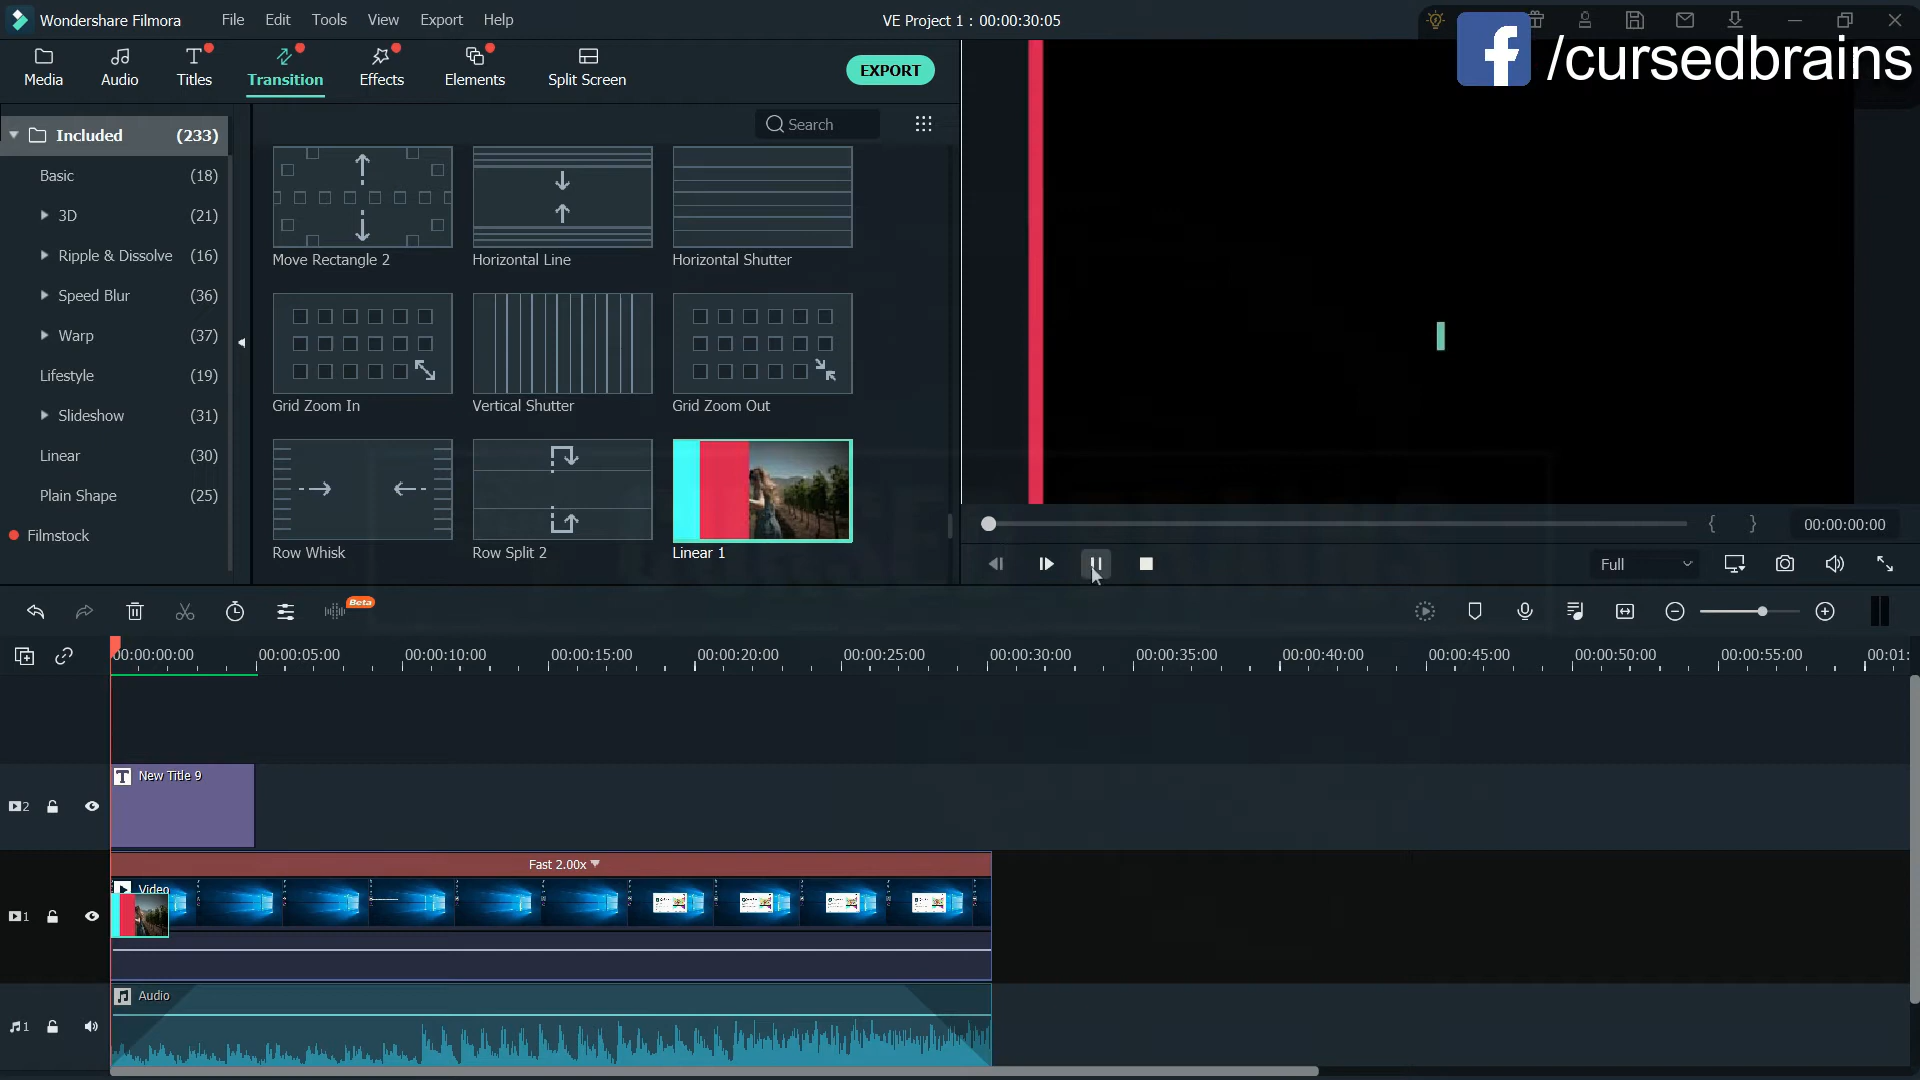 Wondershare Filmora
File
Edit
Tools
View
Export
Help
VE Project 1 : 00:00:30:05
/cursedbrains
Media
Audio
Titles
Transition
Effects
Elements
Split Screen
EXPORT
Included (233)
Search
Basic (18)
3D (21)
Ripple & Dissolve (16)
Speed Blur (36)
Warp (37)
Lifestyle (19)
Slideshow (31)
Linear (30)
Plain Shape (25)
Filmstock
Move Rectangle 2
Horizontal Line
Horizontal Shutter
Grid Zoom In
Vertical Shutter
Grid Zoom Out
Row Whisk
Row Split 2
Linear 1
00:00:00:00
Full
Beta
00:00:00:00
00:00:05:00
00:00:10:00
00:00:15:00
00:00:20:00
00:00:25:00
00:00:30:00
00:00:35:00
00:00:40:00
00:00:45:00
00:00:50:00
00:00:55:00
00:01:
2
T New Title 9
Fast 2.00x
1
Video
Audio
1